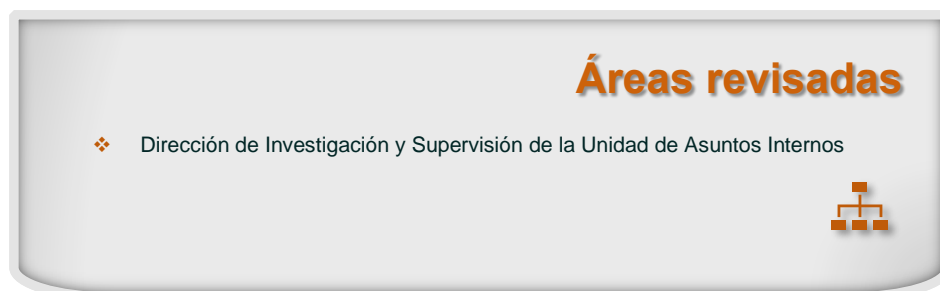 Áreas revisadas
Dirección de Investigación y Supervisión de la Unidad de Asuntos Internos